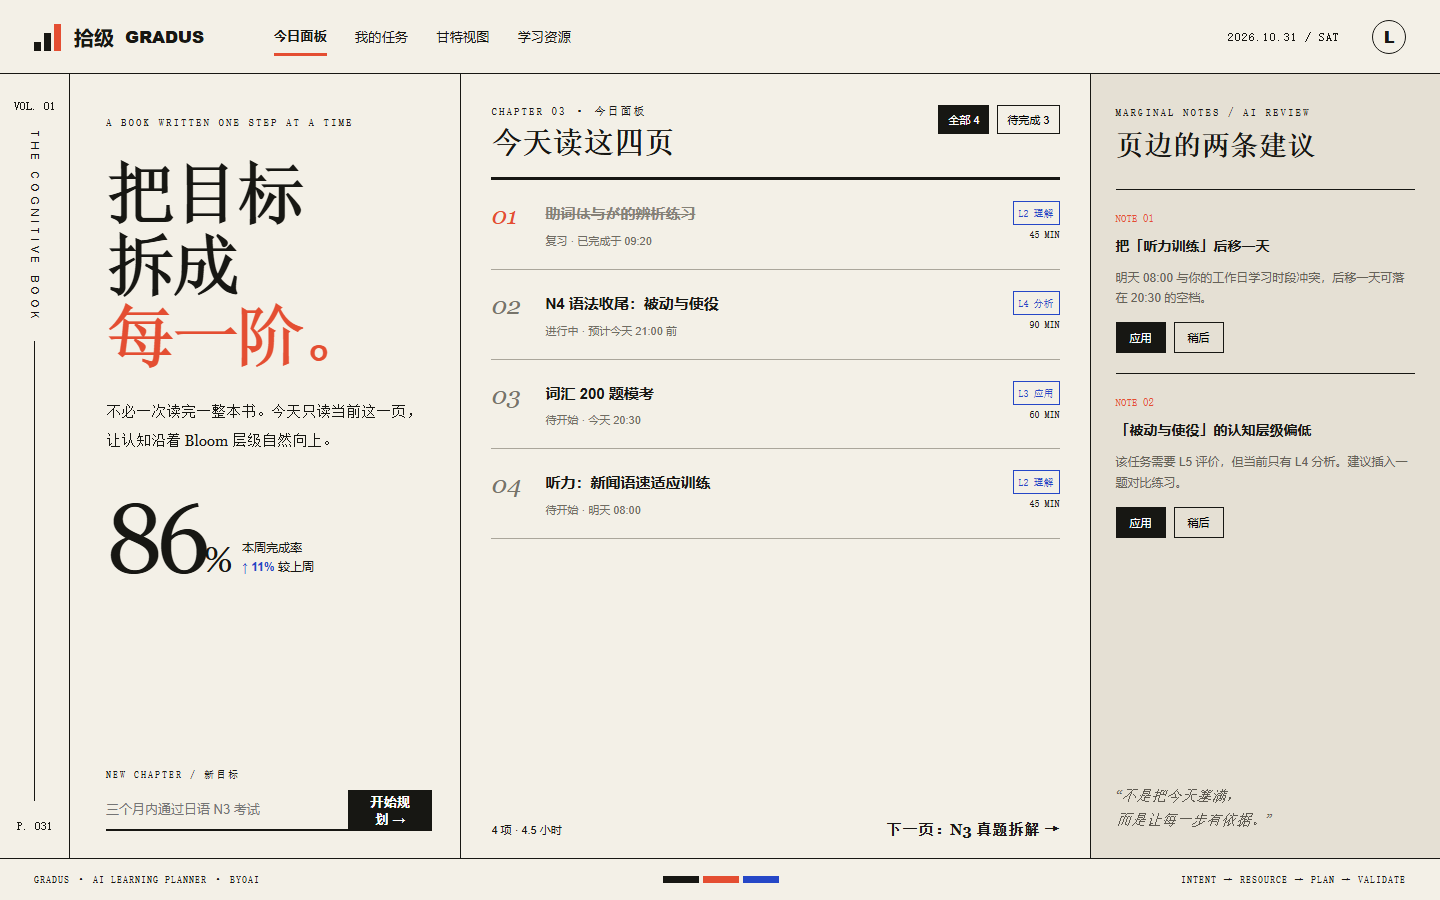 拾级 GRADUS
今日面板
我的任务
甘特视图
学习资源
2026.10.31 / SAT
L
VOL. 01
THE COGNITIVE BOOK
P. 031
A BOOK WRITTEN ONE STEP AT A TIME
把目标
拆成
每一阶。
不必一次读完一整本书。今天只读当前这一页，
让认知沿着 Bloom 层级自然向上。
86%
本周完成率
↑ 11% 较上周
NEW CHAPTER / 新目标
三个月内通过日语 N3 考试
开始规
划 →
CHAPTER 03 · 今日面板
今天读这四页
全部 4
待完成 3
01
助词は与が的辨析练习
复习 · 已完成于 09:20
L2 理解
45 MIN
02
N4 语法收尾：被动与使役
进行中 · 预计今天 21:00 前
L4 分析
90 MIN
03
词汇 200 题模考
待开始 · 今天 20:30
L3 应用
60 MIN
04
听力：新闻语速适应训练
待开始 · 明天 08:00
L2 理解
45 MIN
4 项 · 4.5 小时
下一页：N3 真题拆解 →
MARGINAL NOTES / AI REVIEW
页边的两条建议
NOTE 01
把「听力训练」后移一天
明天 08:00 与你的工作日学习时段冲突，后移一天可落
在 20:30 的空档。
应用
稍后
NOTE 02
「被动与使役」的认知层级偏低
该任务需要 L5 评价，但当前只有 L4 分析。建议插入一
题对比练习。
应用
稍后
“不是把今天塞满，
而是让每一步有依据。”
GRADUS · AI LEARNING PLANNER · BYOAI
INTENT → RESOURCE → PLAN → VALIDATE